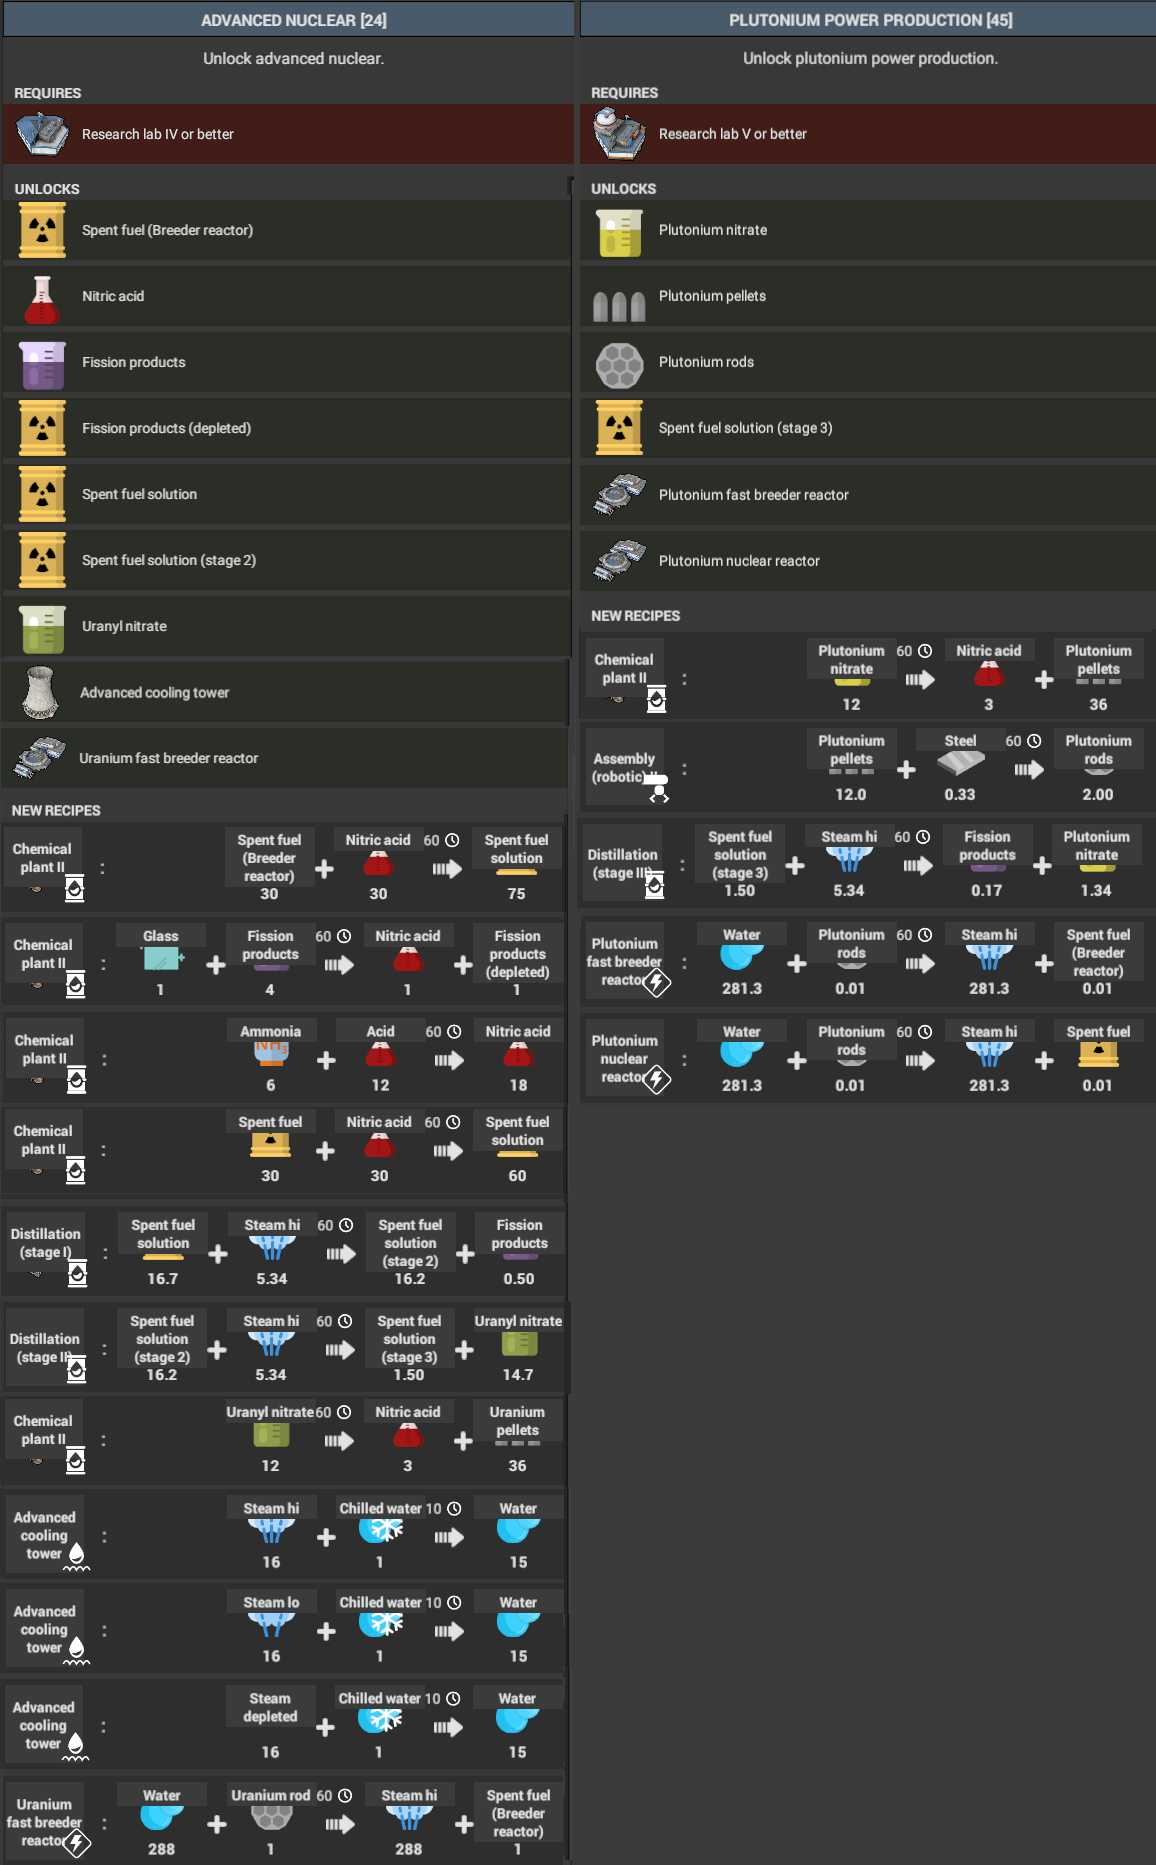 ADVANCED NUCLEAR [24]
Unlock advanced nuclear.
REQUIRES
Research lab IV or better
UNLOCKS
Spent fuel (Breeder reactor)
Nitric acid
Fission products
Fission products (depleted)
Spent fuel solution
Spent fuel solution (stage 2)
Uranyl nitrate
Advanced cooling tower
Uranium fast breeder reactor
NEW RECIPES
Chemical plant II : Spent fuel (Breeder reactor) 30 + Nitric acid 30 60 Spent fuel solution 75
Chemical plant II : Glass 1 + Fission products 4 60 Nitric acid 1 + Fission products (depleted) 1
Chemical plant II : Ammonia NH3 6 + Acid 12 60 Nitric acid 18
Chemical plant II : Spent fuel 30 + Nitric acid 30 60 Spent fuel solution 60
Distillation (stage I) : Spent fuel solution 16.7 + Steam hi 5.34 60 Spent fuel solution (stage 2) 16.2 + Fission products 0.50
Distillation (stage II) : Spent fuel solution (stage 2) 16.2 + Steam hi 5.34 60 Spent fuel solution (stage 3) 1.50 + Uranyl nitrate 14.7
Chemical plant II : Uranyl nitrate 12 60 Nitric acid 3 + Uranium pellets 36
Advanced cooling tower : Steam hi 16 + Chilled water 1 10 Water 15
Advanced cooling tower : Steam lo 16 + Chilled water 1 10 Water 15
Advanced cooling tower : Steam depleted 16 + Chilled water 1 10 Water 15
Uranium fast breeder reactor : Water 288 + Uranium rod 1 60 Steam hi 288 + Spent fuel (Breeder reactor) 1
PLUTONIUM POWER PRODUCTION [45]
Unlock plutonium power production.
REQUIRES
Research lab V or better
UNLOCKS
Plutonium nitrate
Plutonium pellets
Plutonium rods
Spent fuel solution (stage 3)
Plutonium fast breeder reactor
Plutonium nuclear reactor
NEW RECIPES
Chemical plant II : Plutonium nitrate 12 60 Nitric acid 3 + Plutonium pellets 36
Assembly (robotic) II : Plutonium pellets 12.0 + Steel 0.33 60 Plutonium rods 2.00
Distillation (stage III) : Spent fuel solution (stage 3) 1.50 + Steam hi 5.34 60 Fission products 0.17 + Plutonium nitrate 1.34
Plutonium fast breeder reactor : Water 281.3 + Plutonium rods 0.01 60 Steam hi 281.3 + Spent fuel (Breeder reactor) 0.01
Plutonium nuclear reactor : Water 281.3 + Plutonium rods 0.01 60 Steam hi 281.3 + Spent fuel 0.01